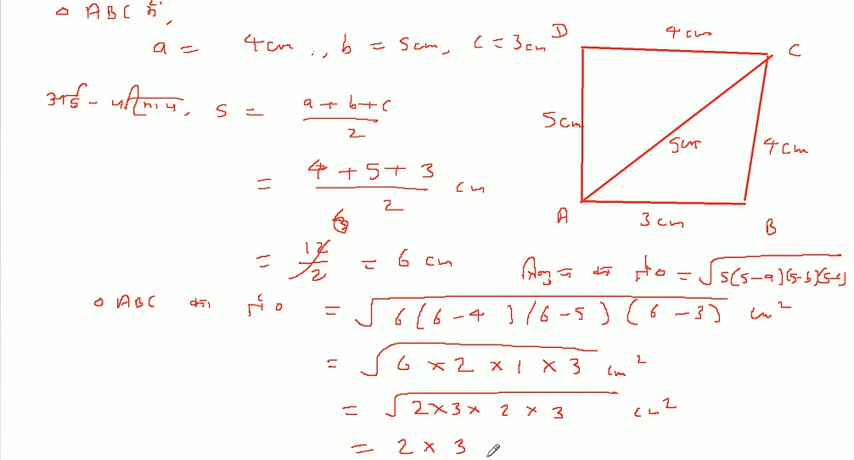 △ ABC में,
a = 4cm, b = 5cm, c = 3cm
अर्ध-परिमाप, s = a+b+c/2
= 4+5+3/2 cm
= 12/2 = 6 cm
6
D
4cm
C
5cm
5cm
4cm
A
3cm
B
त्रिभुज का क्षे० = √s(s-a)(s-b)(s-c)
△ ABC का क्षे० = √6(6-4)(6-5)(6-3) cm²
= √6×2×1×3 cm²
= √2×3×2×3 cm²
= 2×3